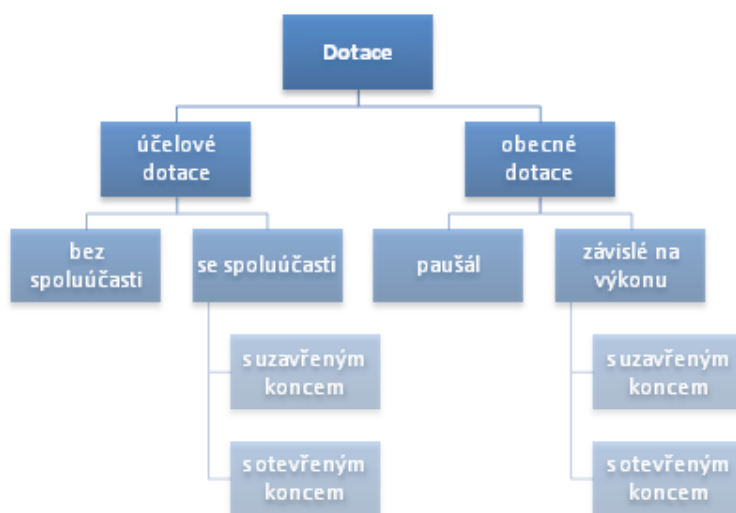 Dotace
účelové
dotace
obecné
dotace
bez
spoluúčasti
se spoluúčastí
paušál
závislé na
výkonu
s uzavřeným
koncem
s uzavřeným
koncem
s otevřeným
koncem
s otevřeným
koncem